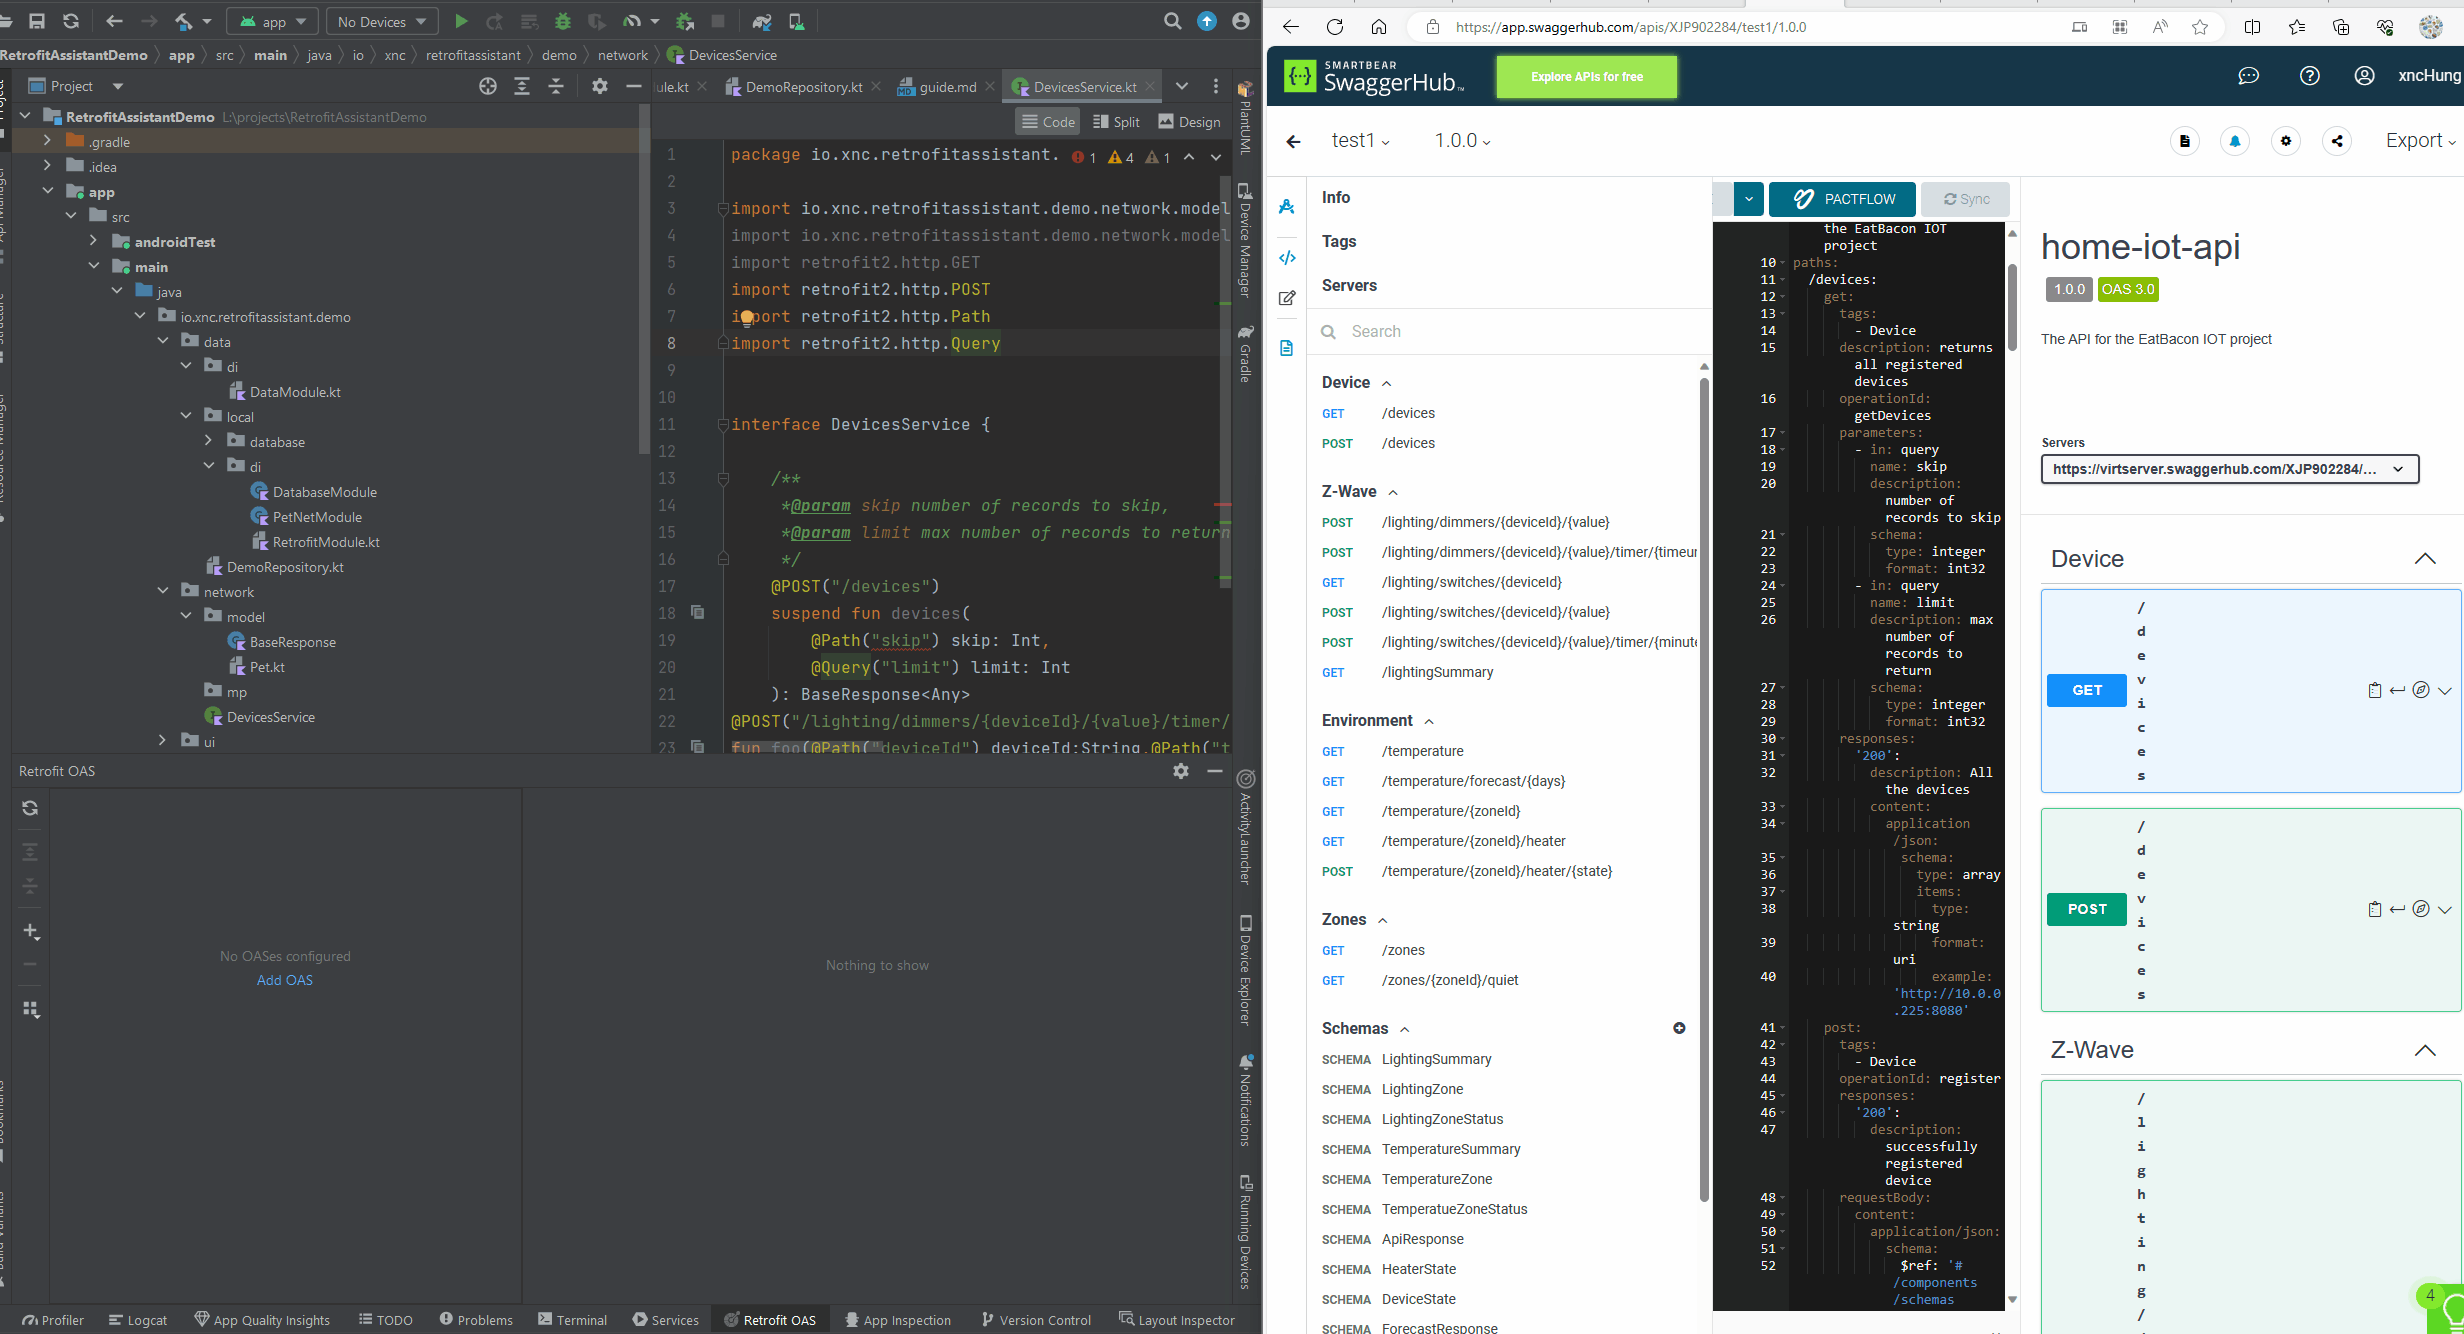 app
No Devices
RetrofitAssistantDemo
app
src
main
java
io
xnc
retrofitassistant
demo
network
DevicesService
Project
ule.kt
DemoRepository.kt
guide.md
DevicesService.kt
RetrofitAssistantDemo L:\projects\RetrofitAssistantDemo
.gradle
.idea
app
src
androidTest
main
java
io.xnc.retrofitassistant.demo
data
di
DataModule.kt
local
database
di
DatabaseModule
PetNetModule
RetrofitModule.kt
DemoRepository.kt
network
model
BaseResponse
Pet.kt
mp
DevicesService
ui
Code
Split
Design
1 4 1
1 package io.xnc.retrofitassistant.
2
3 import io.xnc.retrofitassistant.demo.network.model
4 import io.xnc.retrofitassistant.demo.network.model
5 import retrofit2.http.GET
6 import retrofit2.http.POST
7 import retrofit2.http.Path
8 import retrofit2.http.Query
9
10
11 interface DevicesService {
12
13 /**
14 *@param skip number of records to skip,
15 *@param limit max number of records to return
16 */
17 @POST("/devices")
18 suspend fun devices(
19 @Path("skip") skip: Int,
20 @Query("limit") limit: Int
21 ): BaseResponse<Any>
22 @POST("/lighting/dimmers/{deviceId}/{value}/timer/
23 fun foo(@Path("deviceId") deviceId:String,@Path("t
PlantUML
Device Manager
Gradle
ActivityLauncher
Device Explorer
Notifications
Running Devices
Retrofit OAS
No OASes configured
Add OAS
Nothing to show
Profiler
Logcat
App Quality Insights
TODO
Problems
Terminal
Services
Retrofit OAS
App Inspection
Version Control
Layout Inspector
https://app.swaggerhub.com/apis/XJP902284/test1/1.0.0
SMARTBEAR
SwaggerHub™
Explore APIs for free
xncHung
test1
1.0.0
Export
Info
Tags
Servers
Search
Device
GET /devices
POST /devices
Z-Wave
POST /lighting/dimmers/{deviceId}/{value}
POST /lighting/dimmers/{deviceId}/{value}/timer/{timeur
GET /lighting/switches/{deviceId}
POST /lighting/switches/{deviceId}/{value}
POST /lighting/switches/{deviceId}/{value}/timer/{minute
GET /lightingSummary
Environment
GET /temperature
GET /temperature/forecast/{days}
GET /temperature/{zoneId}
GET /temperature/{zoneId}/heater
POST /temperature/{zoneId}/heater/{state}
Zones
GET /zones
GET /zones/{zoneId}/quiet
Schemas
SCHEMA LightingSummary
SCHEMA LightingZone
SCHEMA LightingZoneStatus
SCHEMA TemperatureSummary
SCHEMA TemperatureZone
SCHEMA TemperatueZoneStatus
SCHEMA ApiResponse
SCHEMA HeaterState
SCHEMA DeviceState
SCHEMA ForecastResponse
PACTFLOW
Sync
the EatBacon IOT
project
10 paths:
11 /devices:
12 get:
13 tags:
14 - Device
15 description: returns
all registered
devices
16 operationId:
getDevices
17 parameters:
18 - in: query
19 name: skip
20 description:
number of
records to skip
21 schema:
22 type: integer
23 format: int32
24 - in: query
25 name: limit
26 description: max
number of
records to
return
27 schema:
28 type: integer
29 format: int32
30 responses:
31 '200':
32 description: All
the devices
33 content:
34 application
/json:
35 schema:
36 type: array
37 items:
38 type:
string
39 format:
uri
40 example:
'http://10.0.0
.225:8080'
41 post:
42 tags:
43 - Device
44 operationId: register
45 responses:
46 '200':
47 description:
successfully
registered
device
48 requestBody:
49 content:
50 application/json:
51 schema:
52 $ref: '#
/components
/schemas
home-iot-api
1.0.0
OAS 3.0
The API for the EatBacon IOT project
Servers
https://virtserver.swaggerhub.com/XJP902284/...
Device
GET
/devices
POST
/devices
Z-Wave
/lighting/
4